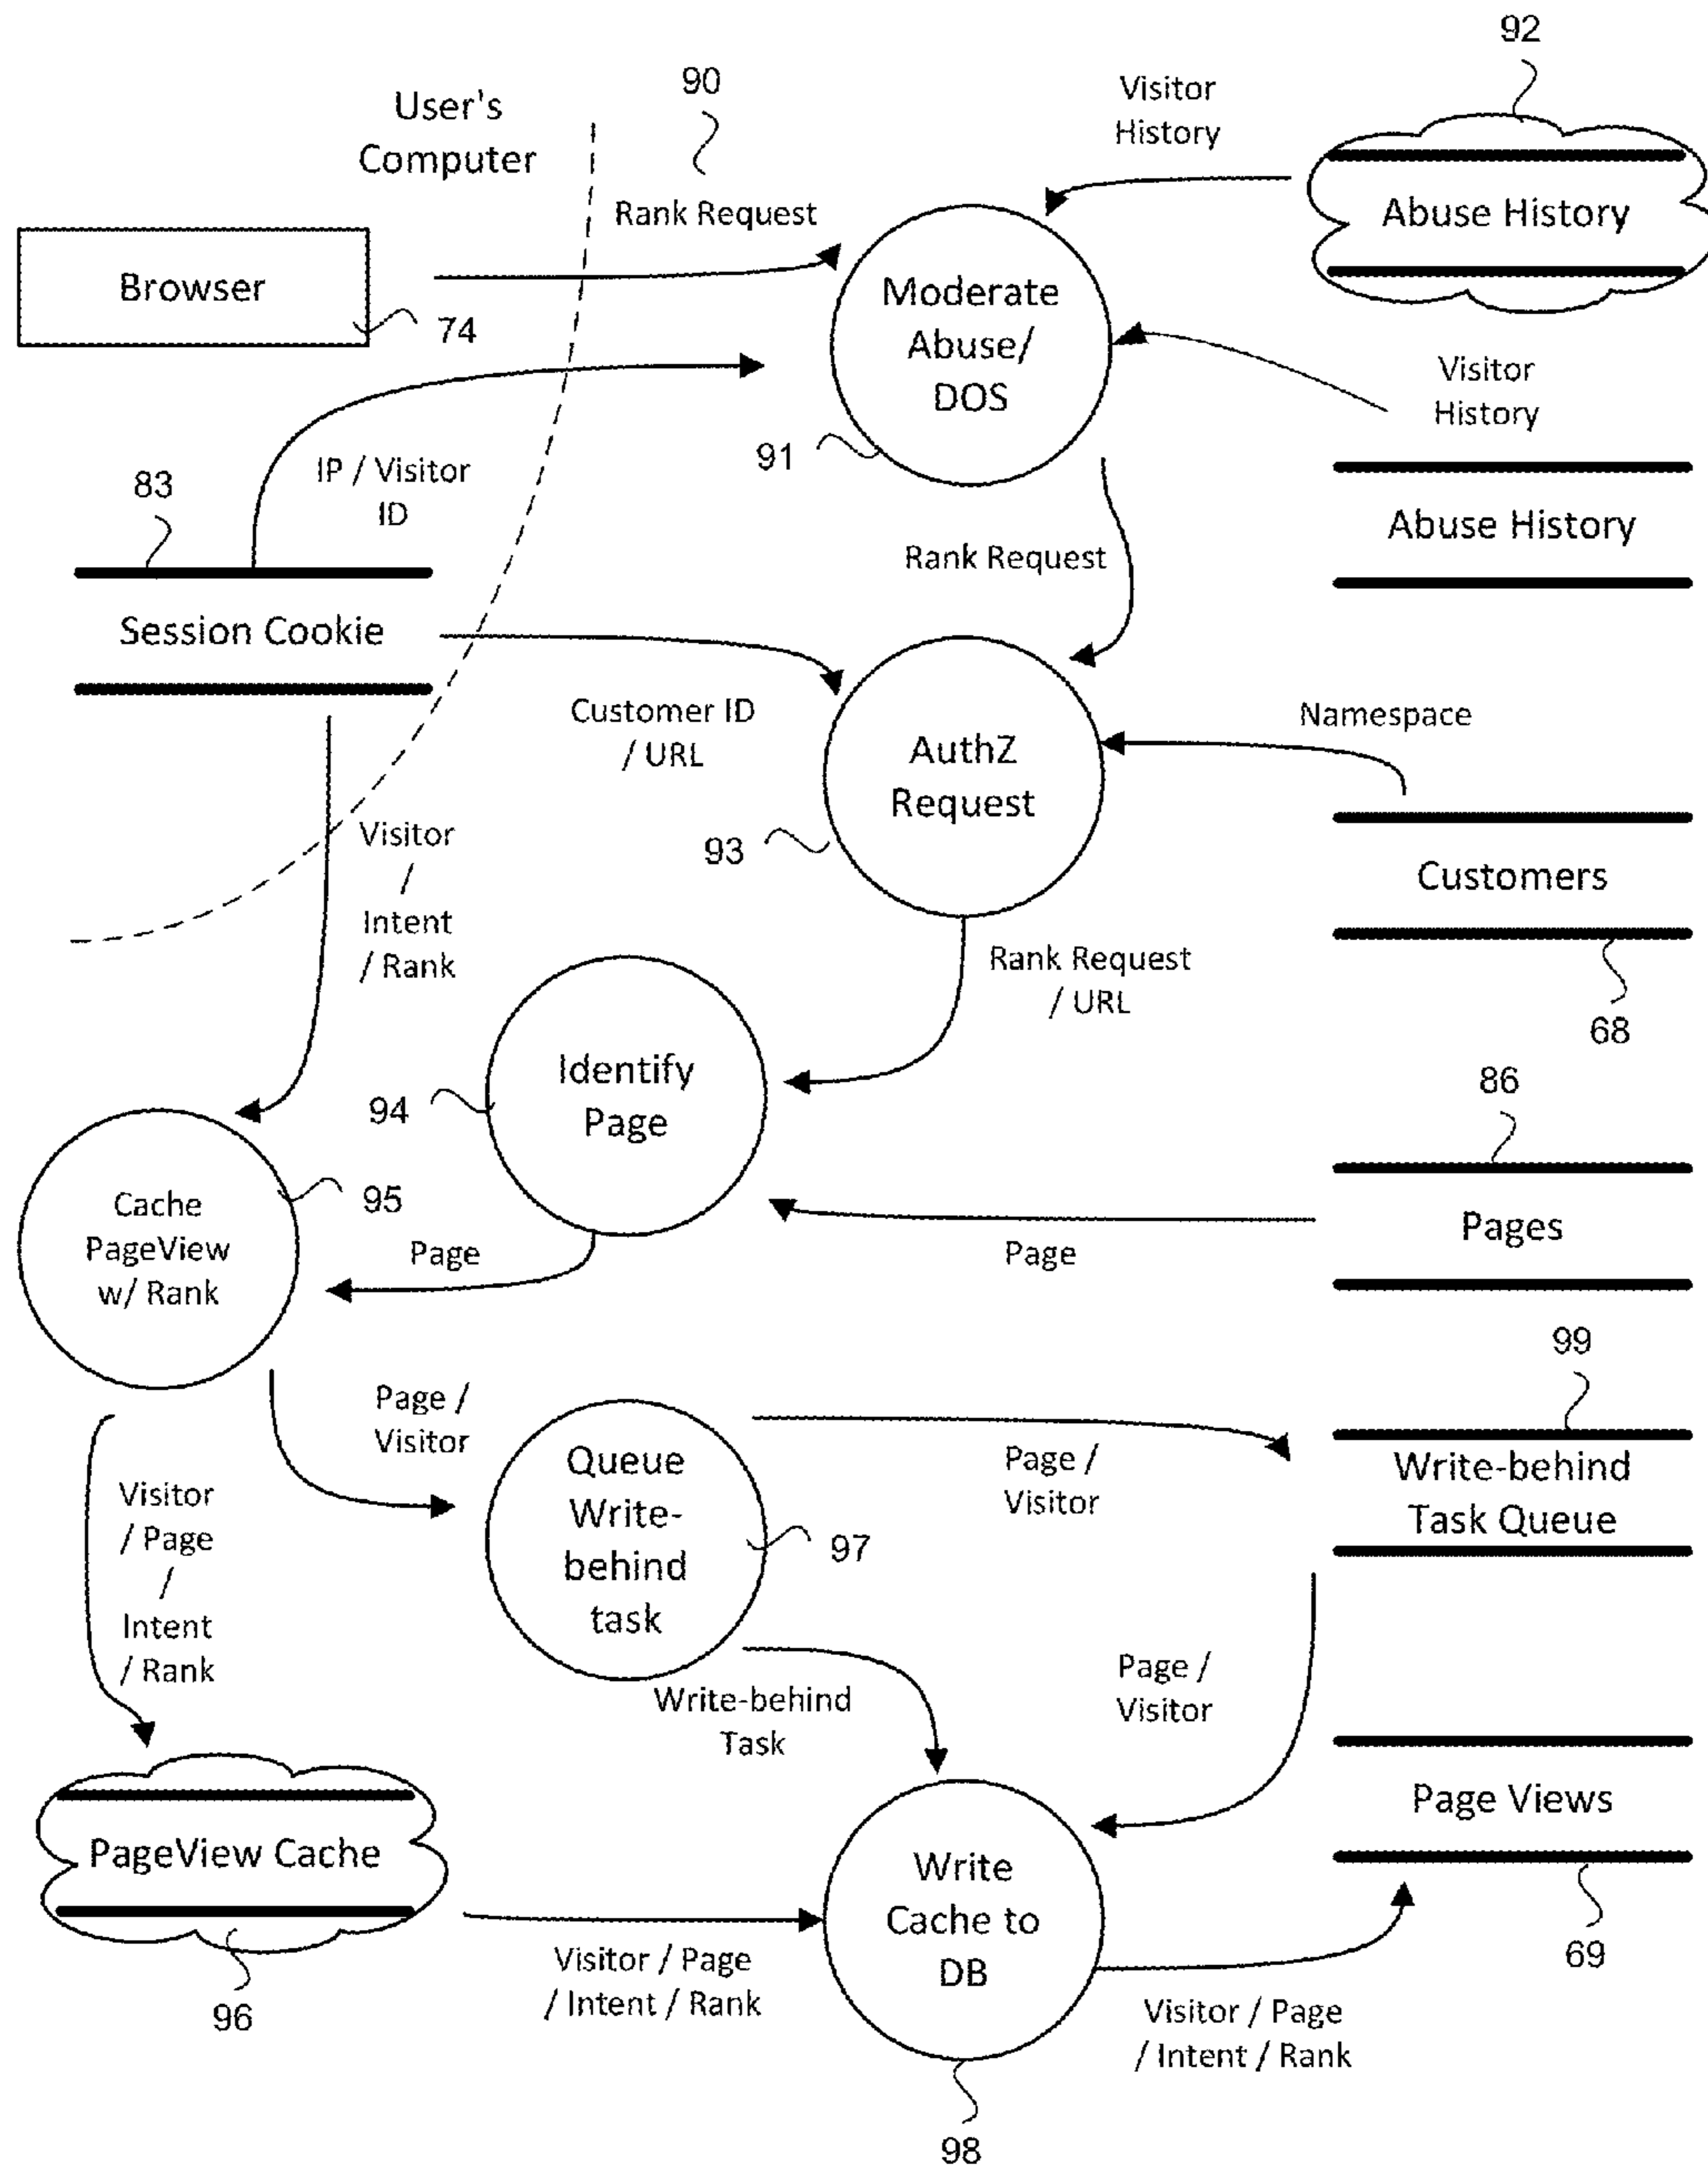 92
90
User's
Computer
Visitor
History
Rank Request
Abuse History
Browser
74
Moderate
Abuse/
DOS
91
Visitor
History
83
IP / Visitor
ID
Abuse History
Rank Request
Session Cookie
Customer ID
/ URL
Namespace
AuthZ
Request
93
Customers
68
Visitor
/
Intent
/ Rank
Rank Request
/ URL
Identify
Page
94
86
Cache
PageView
w/ Rank
95
Page
Page
Pages
99
Page /
Visitor
Queue
Write-
behind
task
97
Page /
Visitor
Write-behind
Task Queue
Visitor
/ Page
/
Intent
/ Rank
Write-behind
Task
Page /
Visitor
Page Views
69
PageView Cache
96
Visitor / Page
/ Intent / Rank
Write
Cache to
DB
98
Visitor / Page
/ Intent / Rank